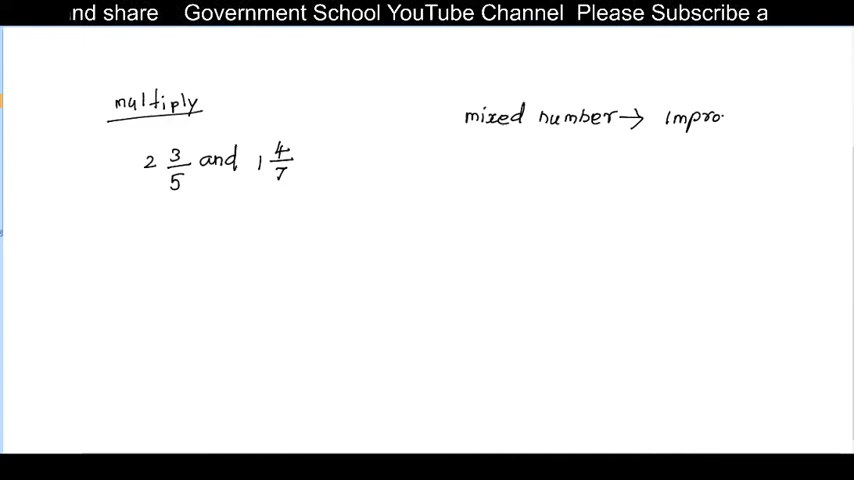 nd share    Government School YouTube Channel  Please Subscribe a
multiply
mixed number → impro
2 3/5 and 1 4/7